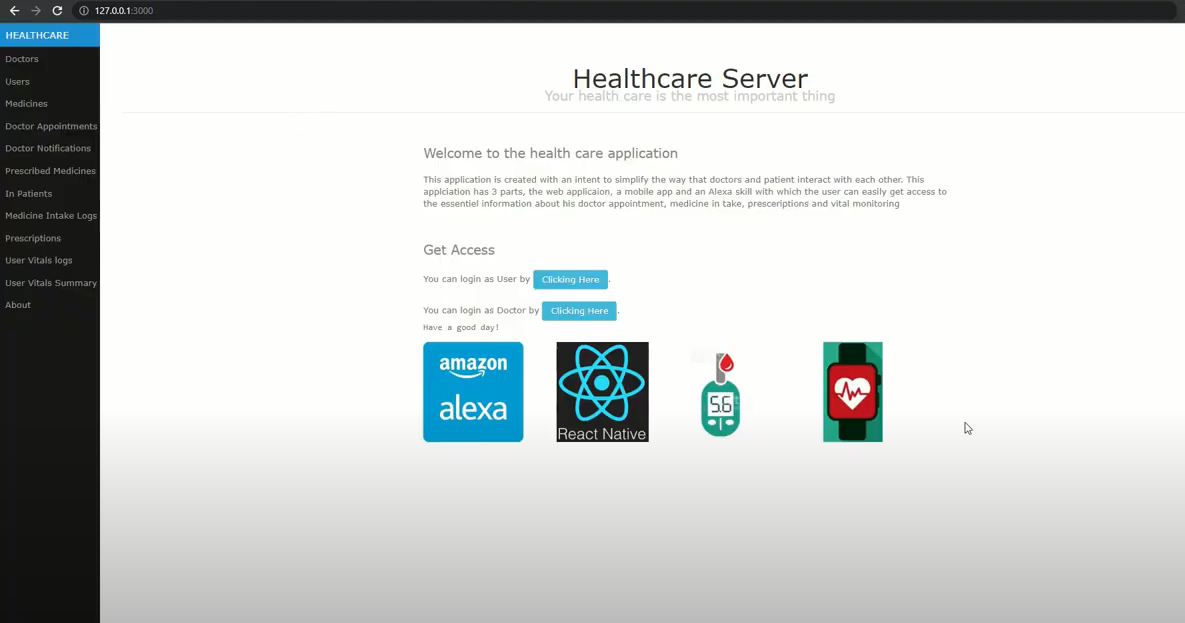 127.0.0.1:3000
HEALTHCARE
Doctors
Users
Medicines
Doctor Appointments
Doctor Notifications
Prescribed Medicines
In Patients
Medicine Intake Logs
Prescriptions
User Vitals logs
User Vitals Summary
About
Healthcare Server
Your health care is the most important thing
Welcome to the health care application
This application is created with an intent to simplify the way that doctors and patient interact with each other. This
applciation has 3 parts, the web applicaion, a mobile app and an Alexa skill with which the user can easily get access to
the essentiel information about his doctor appointment, medicine in take, presceriptions and vital monitoring
Get Access
You can login as User by Clicking Here.
You can login as Doctor by Clicking Here.
Have a good day!
amazon
alexa
React Native
5.6